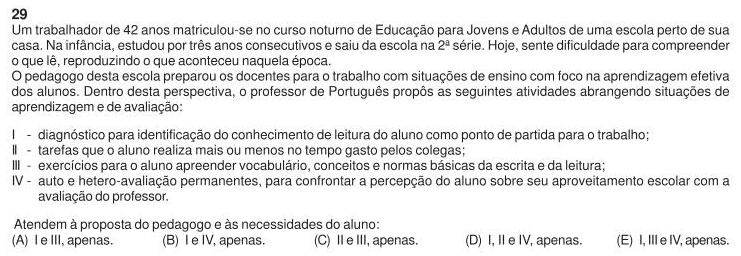 29
Um trabalhador de 42 anos matriculou-se no curso noturno de Educação para Jovens e Adultos de uma escola perto de sua
casa. Na infância, estudou por três anos consecutivos e saiu da escola na 2ª série. Hoje, sente dificuldade para compreender
o que lê, reproduzindo o que aconteceu naquela época.
O pedagogo desta escola preparou os docentes para o trabalho com situações de ensino com foco na aprendizagem efetiva
dos alunos. Dentro desta perspectiva, o professor de Português propôs as seguintes atividades abrangendo situações de
aprendizagem e de avaliação:
I - diagnóstico para identificação do conhecimento de leitura do aluno como ponto de partida para o trabalho;
II - tarefas que o aluno realiza mais ou menos no tempo gasto pelos colegas;
III - exercícios para o aluno apreender vocabulário, conceitos e normas básicas da escrita e da leitura;
IV - auto e hetero-avaliação permanentes, para confrontar a percepção do aluno sobre seu aproveitamento escolar com a
avaliação do professor.
Atendem à proposta do pedagogo e às necessidades do aluno:
(A) I e III, apenas. (B) I e IV, apenas. (C) II e III, apenas. (D) I, II e IV, apenas. (E) I, III e IV, apenas.